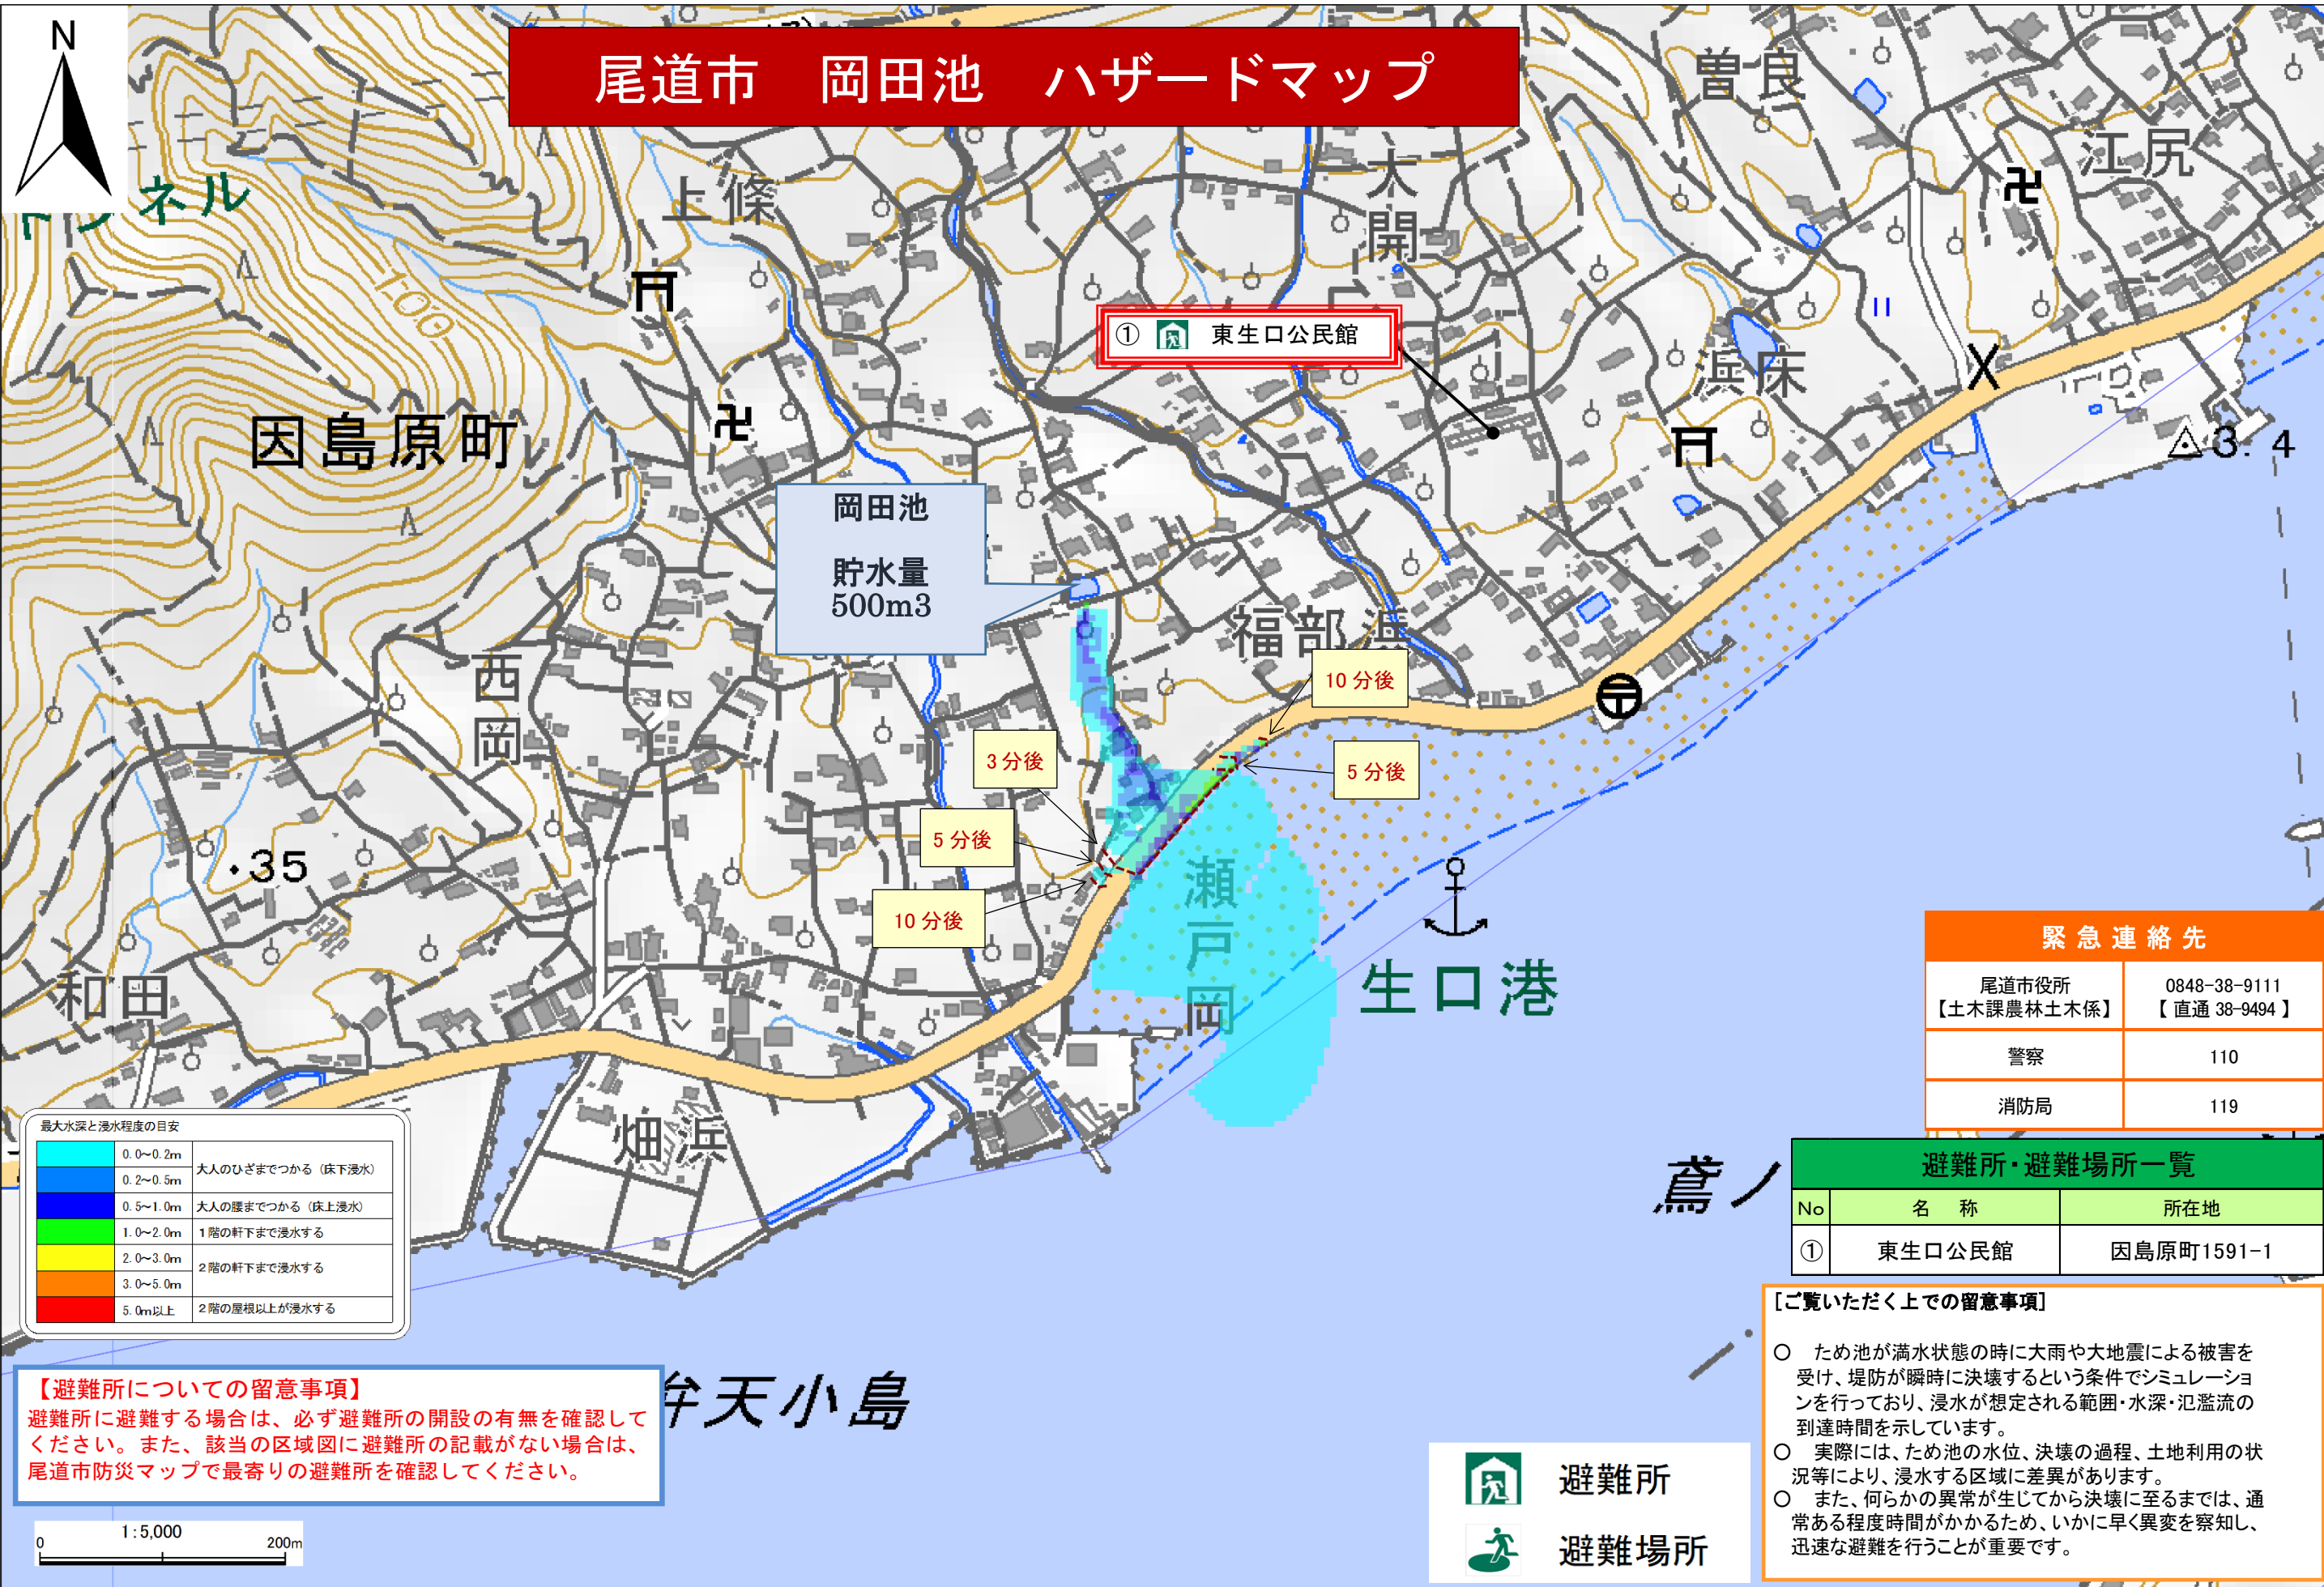 N
尾道市 岡田池 ハザードマップ
曽良
江尻
卍
トンネル
上條
大開
100
① 東生口公民館
浜床
因島原町
卍
3.4
岡田池
貯水量
500m3
福部浜
西岡
10分後
3分後
5分後
5分後
10分後
35
瀬戸岡
和田
生口港
畑浜
緊急連絡先
尾道市役所
【土木課農林土木係】
0848-38-9111
【 直通 38-9494 】
警察 110
消防局 119
最大水深と浸水程度の目安
0.0～0.2m 大人のひざまでつかる（床下浸水）
0.2～0.5m
0.5～1.0m 大人の腰までつかる（床上浸水）
1.0～2.0m 1階の軒下まで浸水する
2.0～3.0m 2階の軒下まで浸水する
3.0～5.0m
5.0m以上 2階の屋根以上が浸水する
鳶ノ
避難所・避難場所一覧
No 名 称 所在地
① 東生口公民館 因島原町1591-1
弁天小島
【避難所についての留意事項】
避難所に避難する場合は、必ず避難所の開設の有無を確認して
ください。また、該当の区域図に避難所の記載がない場合は、
尾道市防災マップで最寄りの避難所を確認してください。
1:5,000
0 200m
避難所
避難場所
[ご覧いただく上での留意事項]
○ ため池が満水状態の時に大雨や大地震による被害を
受け、堤防が瞬時に決壊するという条件でシミュレーショ
ンを行っており、浸水が想定される範囲・水深・氾濫流の
到達時間を示しています。
○ 実際には、ため池の水位、決壊の過程、土地利用の状
況等により、浸水する区域に差異があります。
○ また、何らかの異常が生じてから決壊に至るまでは、通
常ある程度時間がかかるため、いかに早く異変を察知し、
迅速な避難を行うことが重要です。